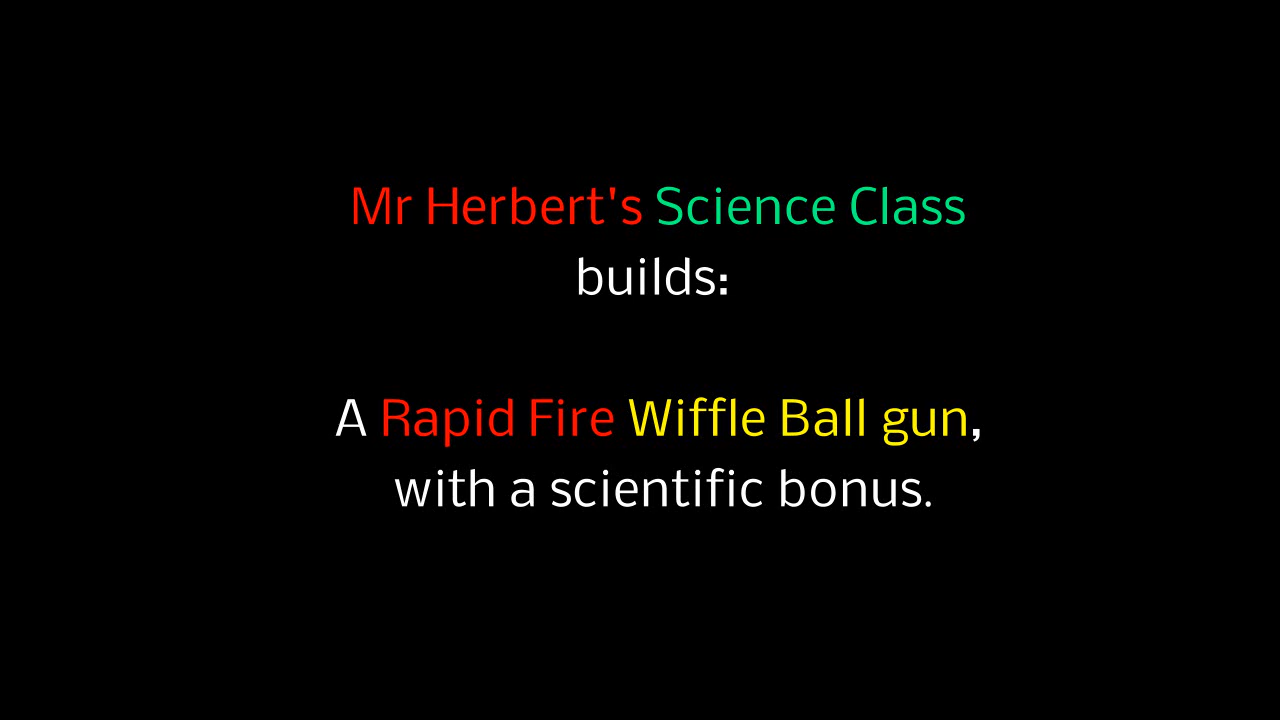 Mr Herbert's Science Class
builds:
A Rapid Fire Wiffle Ball gun,
with a scientific bonus.